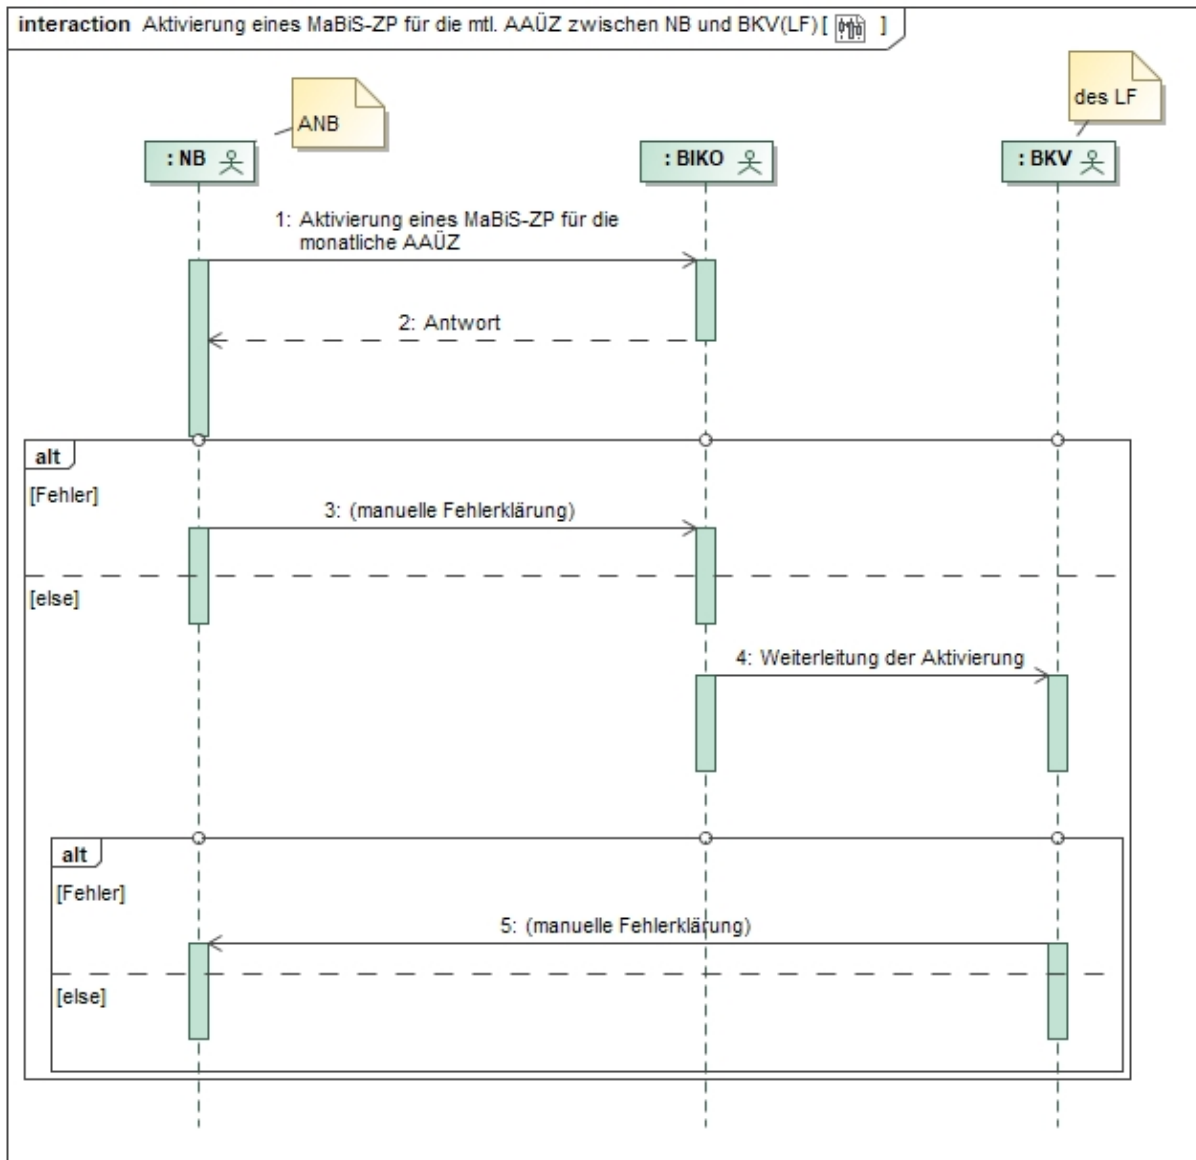 interaction Aktivierung eines MaBiS-ZP für die mtl. AAÜZ zwischen NB und BKV(LF) [ ]
des LF
ANB
: NB
: BIKO
: BKV
1: Aktivierung eines MaBiS-ZP für die
monatliche AAÜZ
2: Antwort
alt
[Fehler]
3: (manuelle Fehlerklärung)
[else]
4: Weiterleitung der Aktivierung
alt
[Fehler]
5: (manuelle Fehlerklärung)
[else]